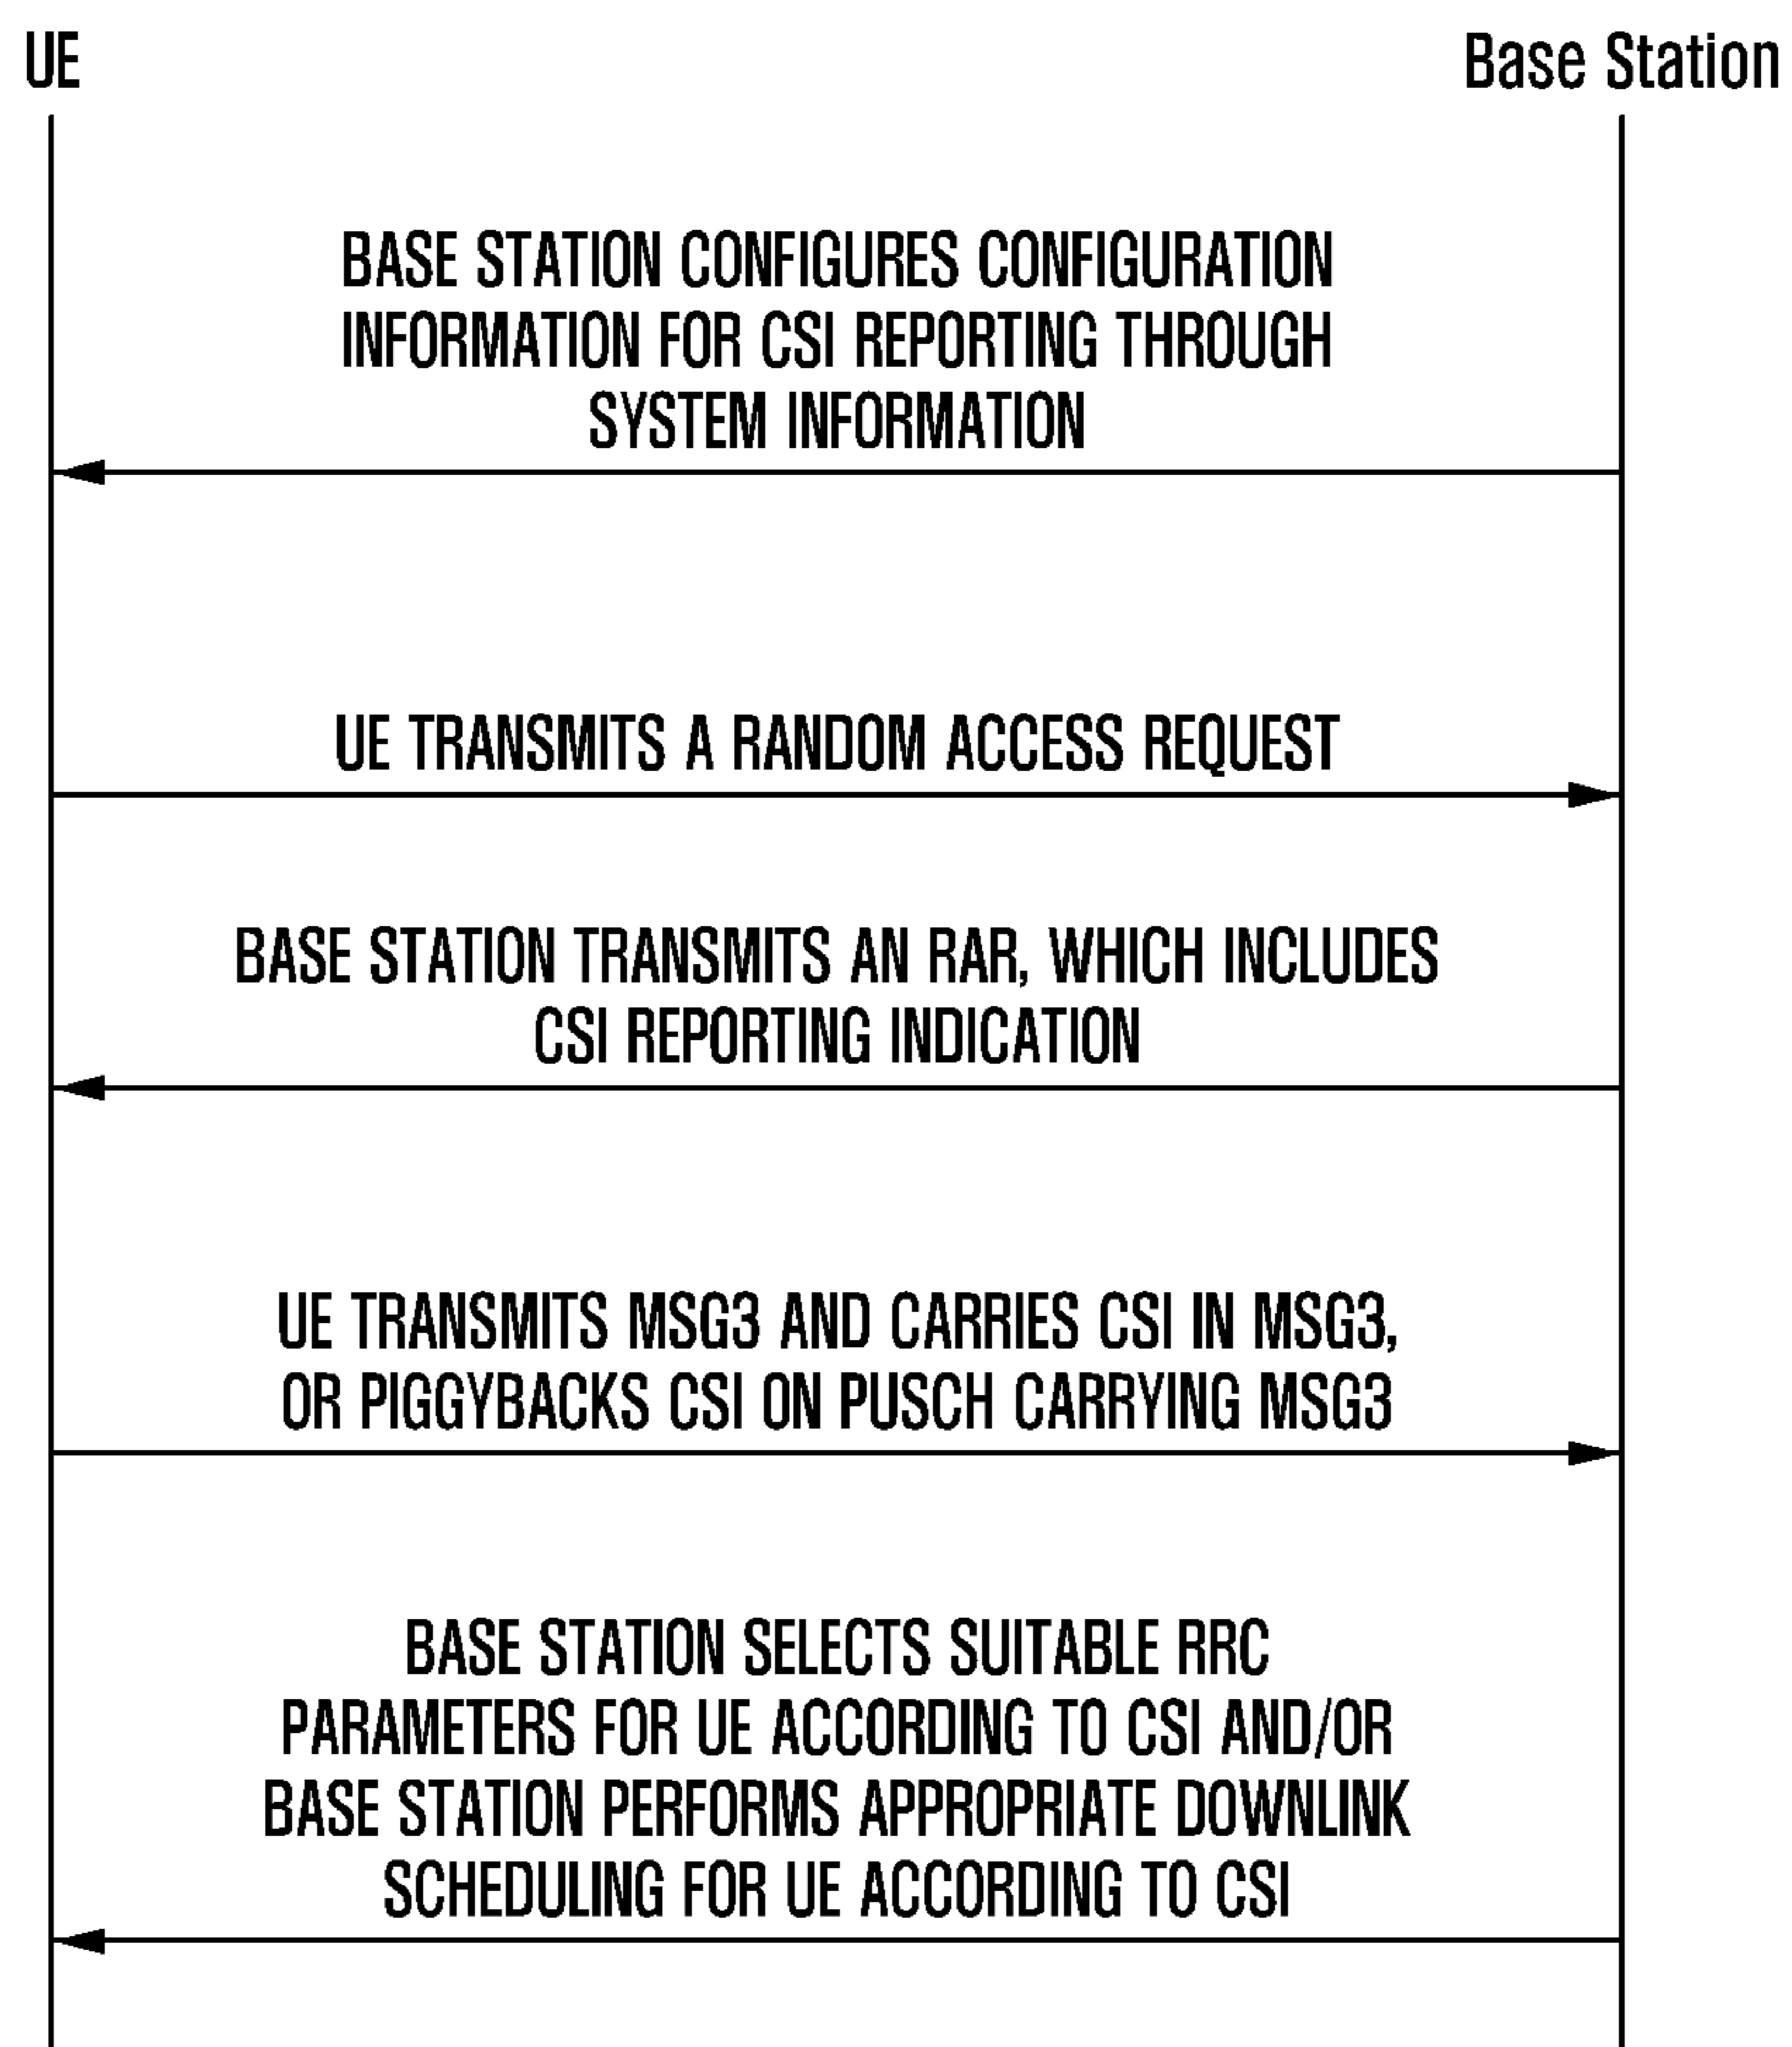 UE
Base Station
BASE STATION CONFIGURES CONFIGURATION
INFORMATION FOR CSI REPORTING THROUGH
SYSTEM INFORMATION
UE TRANSMITS A RANDOM ACCESS REQUEST
BASE STATION TRANSMITS AN RAR, WHICH INCLUDES
CSI REPORTING INDICATION
UE TRANSMITS MSG3 AND CARRIES CSI IN MSG3,
OR PIGGYBACKS CSI ON PUSCH CARRYING MSG3
BASE STATION SELECTS SUITABLE RRC
PARAMETERS FOR UE ACCORDING TO CSI AND/OR
BASE STATION PERFORMS APPROPRIATE DOWNLINK
SCHEDULING FOR UE ACCORDING TO CSI